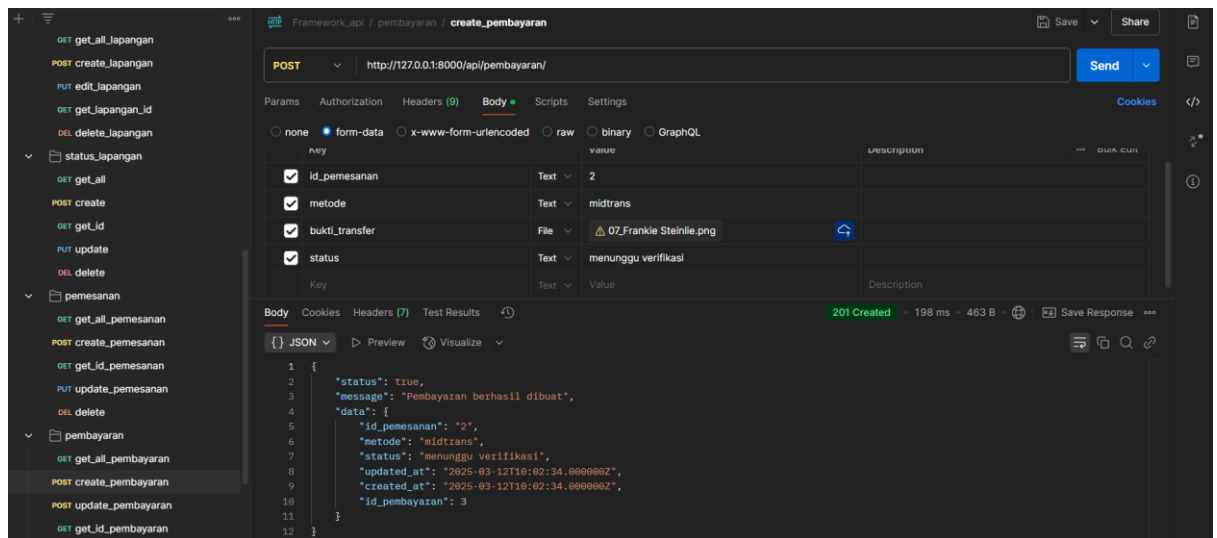 Framework_api / pembayaran / create_pembayaran
Save
Share
GET get_all_lapangan
POST create_lapangan
PUT edit_lapangan
GET get_lapangan_id
DEL delete_lapangan
status_lapangan
GET get_all
POST create
GET get_id
PUT update
DEL delete
pemesanan
GET get_all_pemesanan
POST create_pemesanan
GET get_id_pemesanan
PUT update_pemesanan
DEL delete
pembayaran
GET get_all_pembayaran
POST create_pembayaran
POST update_pembayaran
GET get_id_pembayaran
POST http://127.0.0.1:8000/api/pembayaran/ Send
Params Authorization Headers (9) Body Scripts Settings Cookies
none form-data x-www-form-urlencoded raw binary GraphQL
Key Value Description Bulk Edit
id_pemesanan Text 2
metode Text midtrans
bukti_transfer File 07_Frankie Steinlie.png
status Text menunggu verifikasi
Key Text Value Description
Body Cookies Headers (7) Test Results 201 Created 198 ms 463 B Save Response
{} JSON Preview Visualize
1 {
2 "status": true,
3 "message": "Pembayaran berhasil dibuat",
4 "data": {
5 "id_pemesanan": "2",
6 "metode": "midtrans",
7 "status": "menunggu verifikasi",
8 "updated_at": "2025-03-12T10:02:34.000000Z",
9 "created_at": "2025-03-12T10:02:34.000000Z",
10 "id_pembayaran": 3
11 }
12 }